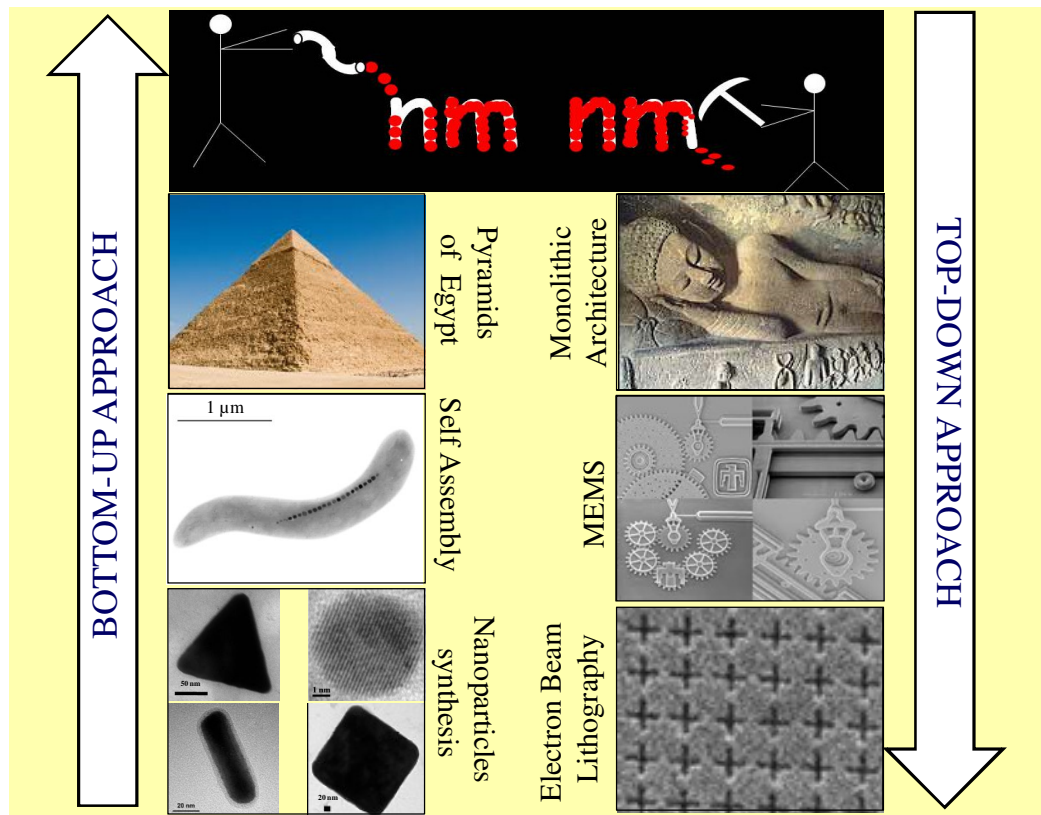 nm nm
BOTTOM-UP APPROACH
Pyramids
of Egypt
Monolithic
Architecture
TOP-DOWN APPROACH
1 µm
Self Assembly
MEMS
50 nm
1 nm
20 nm
20 nm
Nanoparticles
synthesis
Electron Beam
Lithography